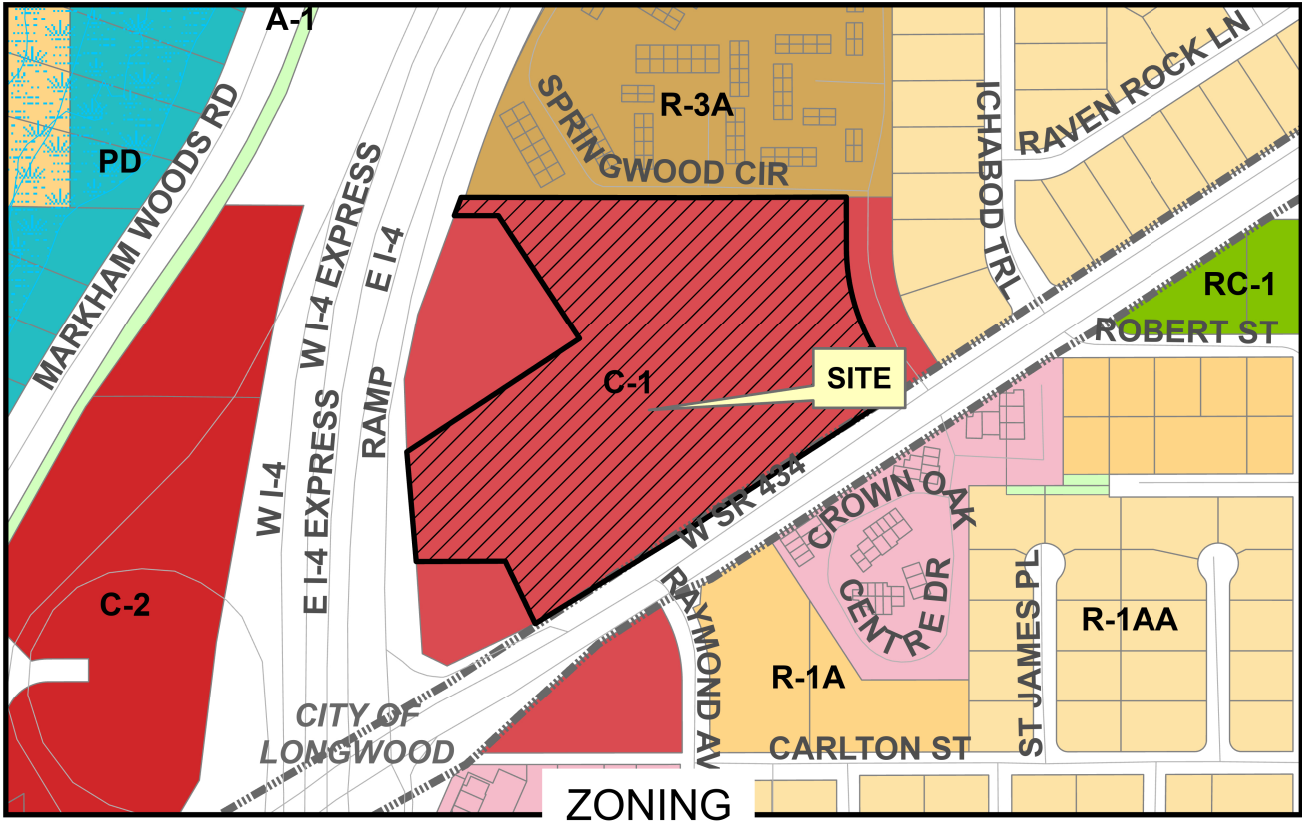 A-1
PD
MARKHAM WOODS RD
R-3A
SPRINGWOOD CIR
ICHABOD TRL
RAVEN ROCK LN
RC-1
ROBERT ST
W I-4 EXPRESS
E I-4
RAMP
W I-4
E I-4 EXPRESS
C-1
SITE
W SR 434
CROWN OAK
CENTRE DR
C-2
RAYMOND AV
R-1A
ST JAMES PL
R-1AA
CITY OF
LONGWOOD
CARLTON ST
ZONING